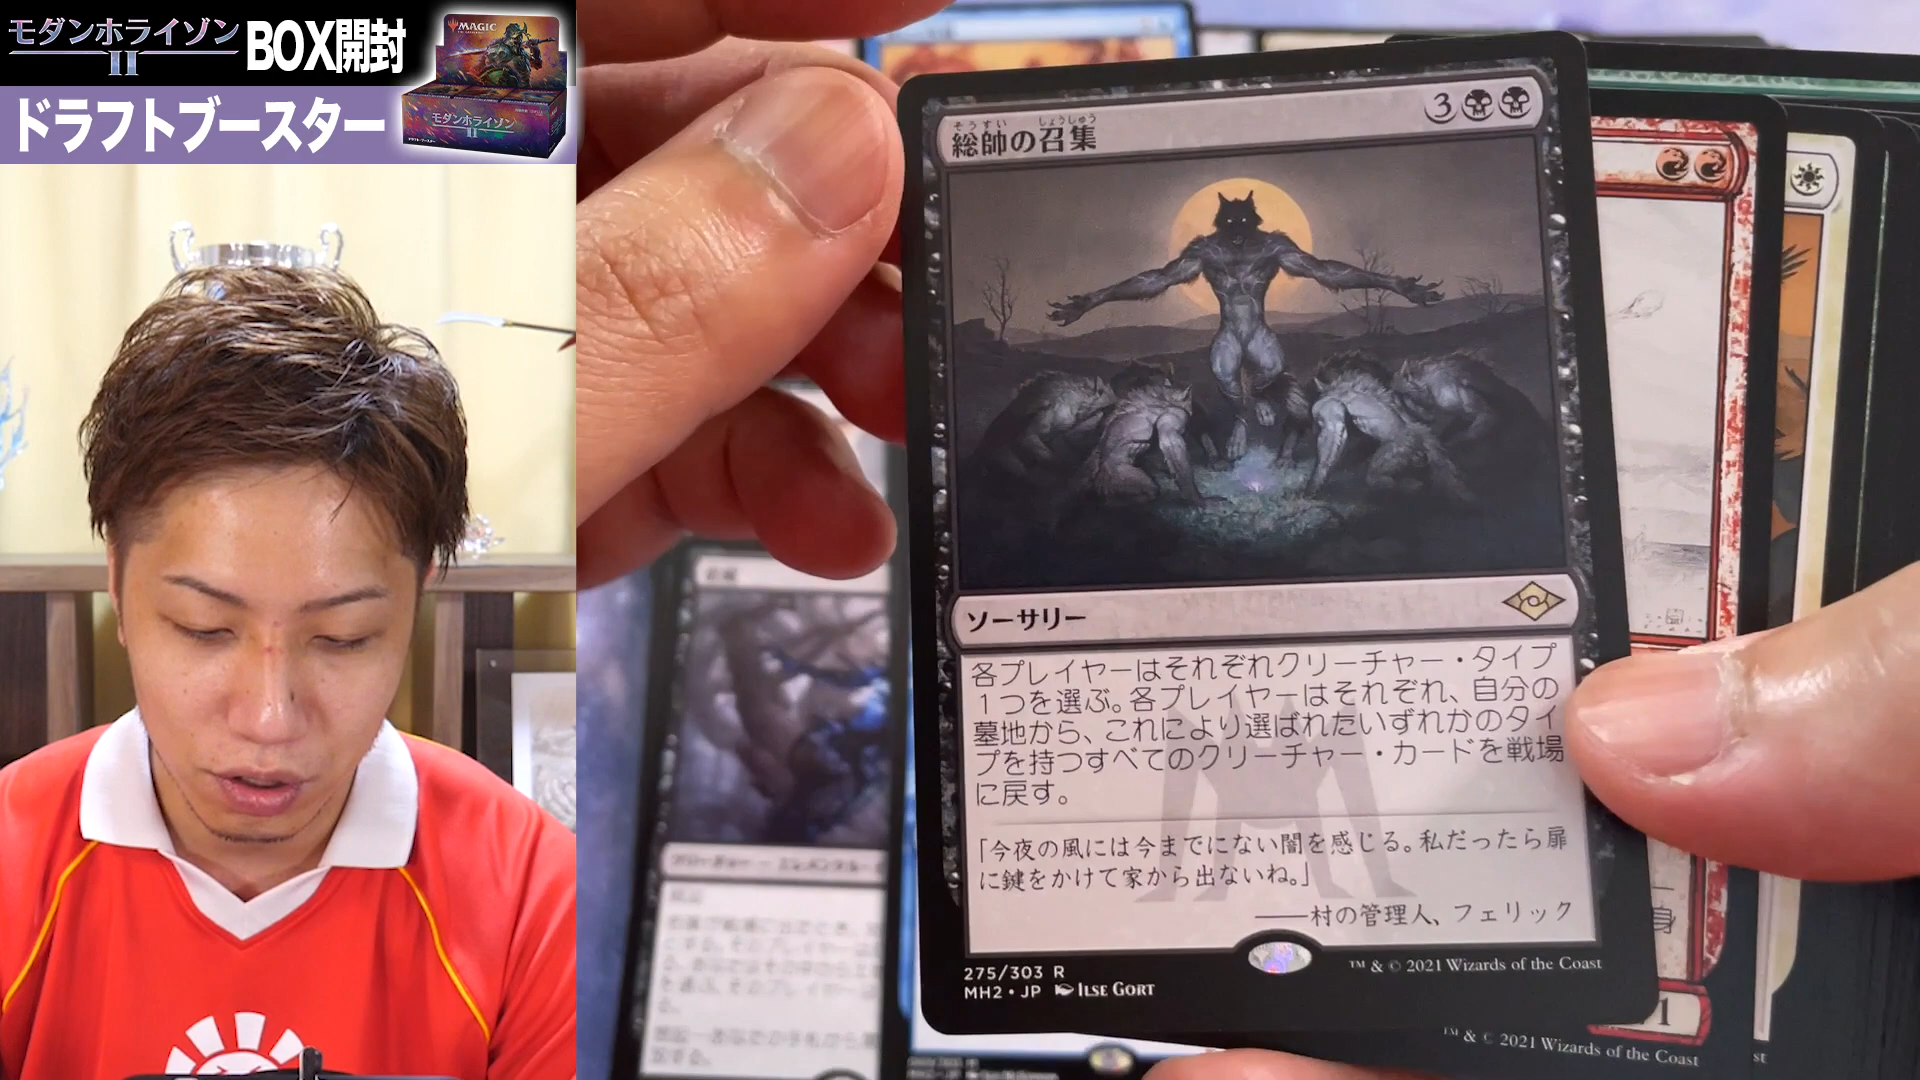 モダンホライゾン
II
BOX開封
ドラフトブースター
MAGIC
モダンホライゾン
II
ドラフトブースター
そうすい しょうしゅう
総帥の召集
3
ソーサリー
各プレイヤーはそれぞれクリーチャー・タイプ
1つを選ぶ。各プレイヤーはそれぞれ、自分の
墓地から、これにより選ばれたいずれかのタイ
プを持つすべてのクリーチャー・カードを戦場
に戻す。
「今夜の風には今までにない闇を感じる。私だったら扉
に鍵をかけて家から出ないね。」
──村の管理人、フェリック
275/303 R
MH2・JP ILSE GORT
™ & © 2021 Wizards of the Coast
™ & © 2021 Wizards of the Coast